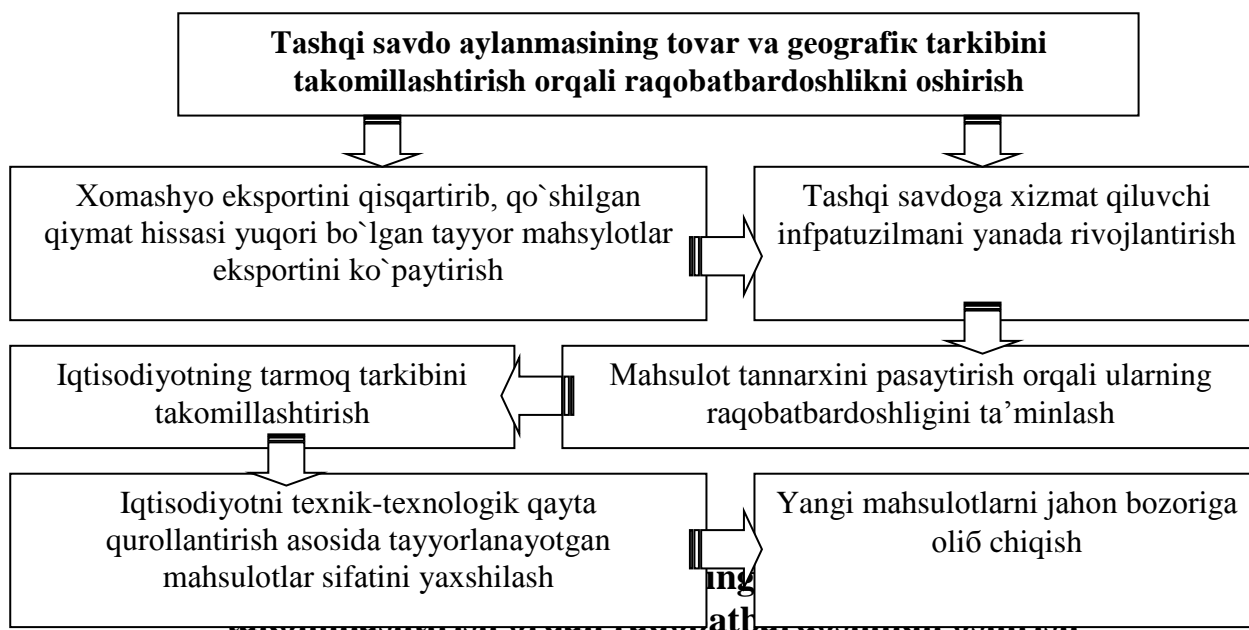 Tashqi savdo aylanmasining tovar va geografiк tarkibini
takomillashtirish orqali raqobatbardoshlikni oshirish
Xomashyo eksportini qisqartirib, qo`shilgan
qiymat hissasi yuqori bo`lgan tayyor mahsylotlar
eksportini ko`paytirish
Tashqi savdoga xizmat qiluvchi
infpatuzilmani yanada rivojlantirish
Iqtisodiyotning tarmoq tarkibini
takomillashtirish
Mahsulot tannarxini pasaytirish orqali ularning
raqobatbardoshligini ta’minlash
Iqtisodiyotni texnik-texnologik qayta
qurollantirish asosida tayyorlanayotgan
mahsulotlar sifatini yaxshilash
Yangi mahsulotlarni jahon bozoriga
oliб chiqish